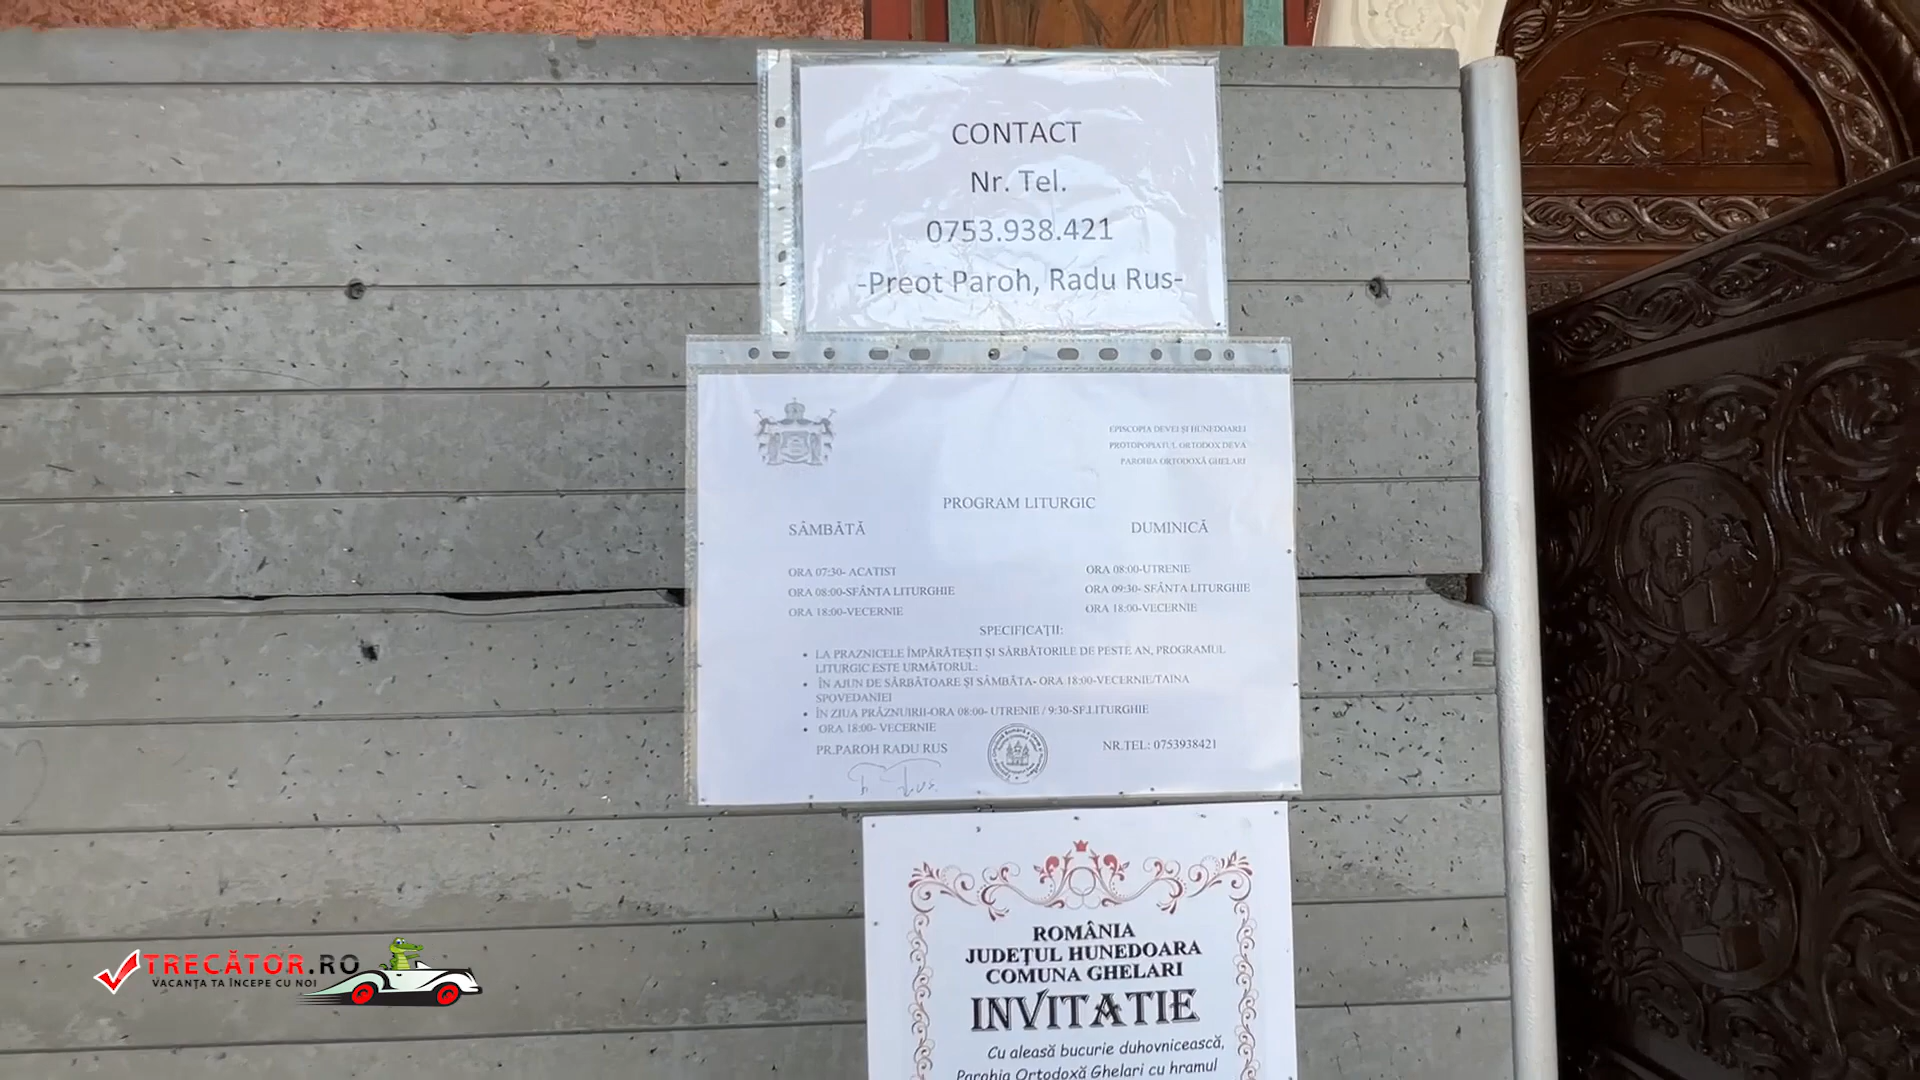 CONTACT
Nr. Tel.
0753.938.421
-Preot Paroh, Radu Rus-
EPISCOPIA DEVEI ȘI HUNEDOAREI
PROTOPOPIATUL ORTODOX DEVA
PAROHIA ORTODOXĂ GHELARI
PROGRAM LITURGIC
SÂMBĂTĂ
ORA 07:30- ACATIST
ORA 08:00-SFÂNTA LITURGHIE
ORA 18:00-VECERNIE
DUMINICĂ
ORA 08:00-UTRENIE
ORA 09:30- SFÂNTA LITURGHIE
ORA 18:00-VECERNIE
SPECIFICAȚII:
• LA PRAZNICELE ÎMPĂRĂTEȘTI ȘI SĂRBĂTORILE DE PESTE AN, PROGRAMUL
LITURGIC ESTE URMĂTORUL:
• ÎN AJUN DE SĂRBĂTOARE ȘI SÂMBĂTA- ORA 18:00-VECERNIE/TAINA
SPOVEDANIEI
• ÎN ZIUA PRĂZNUIRII-ORA 08:00- UTRENIE / 9:30-SF.LITURGHIE
• ORA 18:00- VECERNIE
PR.PAROH RADU RUS
NR.TEL: 0753938421
ROMÂNIA
JUDEȚUL HUNEDOARA
COMUNA GHELARI
INVITATIE
Cu aleasă bucurie duhovnicească,
Parohia Ortodoxă Ghelari cu hramul
TRECĂTOR.RO
VACANȚA TA ÎNCEPE CU NOI